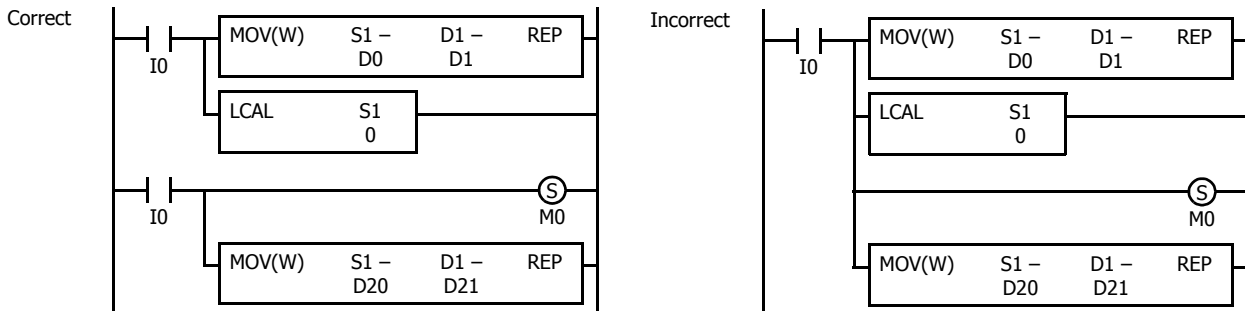 Correct
MOV(W) S1 – D1 – REP
D0 D1
I0
LCAL S1
0
I0
S
M0
MOV(W) S1 – D1 – REP
D20 D21
Incorrect
MOV(W) S1 – D1 – REP
D0 D1
I0
LCAL S1
0
S
M0
MOV(W) S1 – D1 – REP
D20 D21